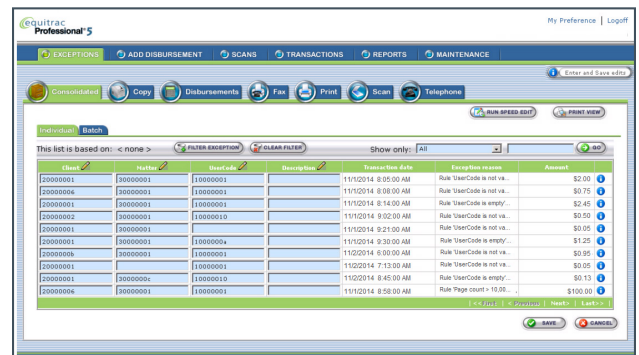 equitrac
Professional® 5
My Preference | Logoff
EXCEPTIONS ADD DISBURSEMENT SCANS TRANSACTIONS REPORTS MAINTENANCE
Enter and Save edits
Consolidated Copy Disbursements Fax Print Scan Telephone
RUN SPEED EDIT PRINT VIEW
Individual Batch
This list is based on: < none > FILTER EXCEPTION CLEAR FILTER Show only: All GO
Client Matter UserCode Description Transaction date Exception reason Amount
20000001 30000001 10000001 11/1/2014 8:05:00 AM Rule 'UserCode is not va... $2.00
20000006 30000001 10000001 11/1/2014 8:08:00 AM Rule 'UserCode is not va... $0.75
20000001 30000001 10000001 11/1/2014 8:14:00 AM Rule 'UserCode is empty'... $2.45
20000002 30000001 10000010 11/1/2014 9:02:00 AM Rule 'UserCode is not va... $0.50
20000001 30000001 11/1/2014 9:21:00 AM Rule 'UserCode is not va... $0.05
20000001 30000001 1000000a 11/1/2014 9:30:00 AM Rule 'UserCode is empty'... $1.25
2000000b 30000001 10000001 11/2/2014 6:00:00 AM Rule 'UserCode is not va... $0.95
20000001 10000001 11/2/2014 7:13:00 AM Rule 'UserCode is not va... $0.05
20000001 3000000c 10000010 11/2/2014 8:45:00 AM Rule 'UserCode is empty'... $0.13
20000006 30000001 10000001 11/1/2014 8:58:00 AM Rule 'Page count > 10,00... $100.00
| <<First | <Previous | Next> | Last>> |
SAVE CANCEL